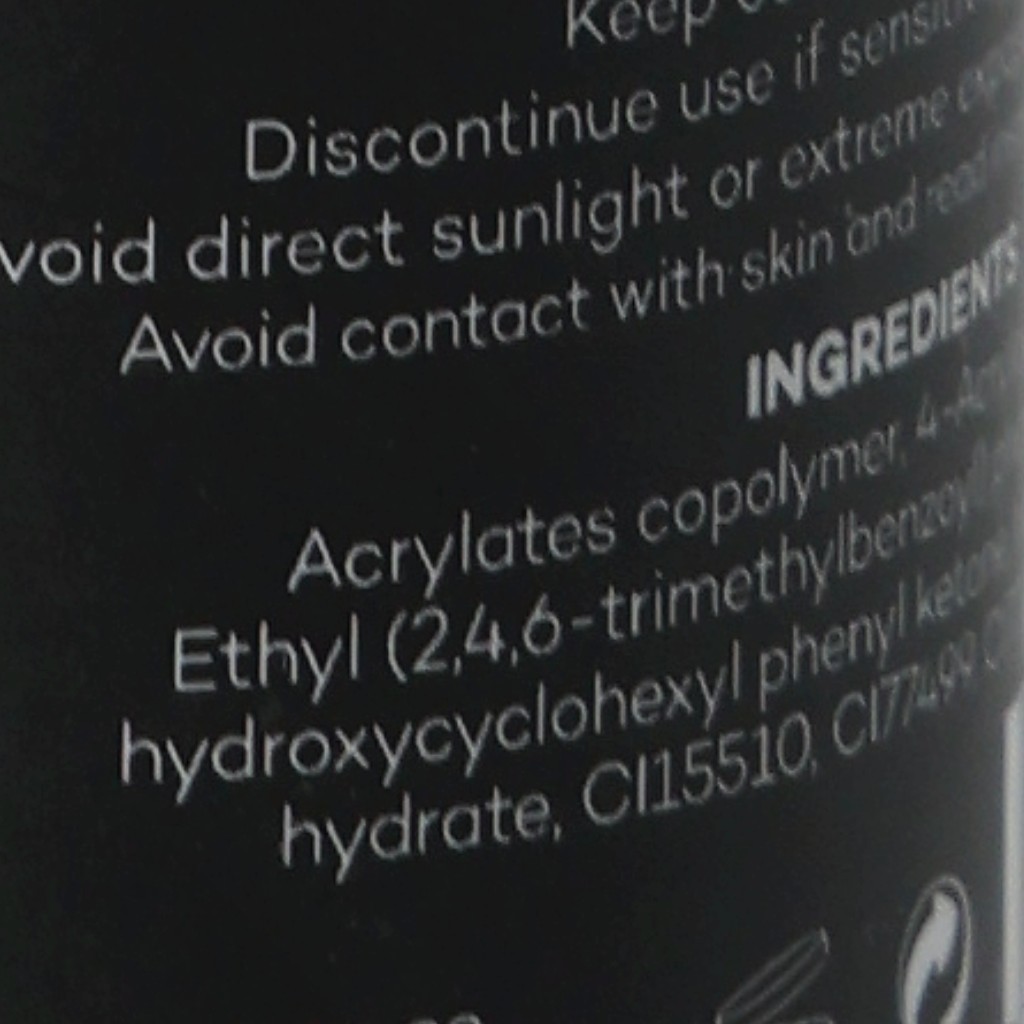 Keep
Discontinue use if
void direct sunlight or extreme
Avoid contact with skin and
INGREDIENTS
Acrylates copolymer,
Ethyl (2,4,6-trimethylbenzoyl
hydroxycyclohexyl phenyl
hydrate, CI15510, CI77499